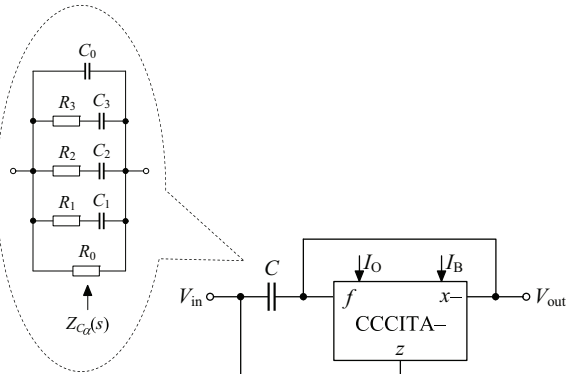 C0
R3 C3
R2 C2
R1 C1
R0
ZCα(s)
C
IO
IB
Vin
f
x–
Vout
CCCITA–
z